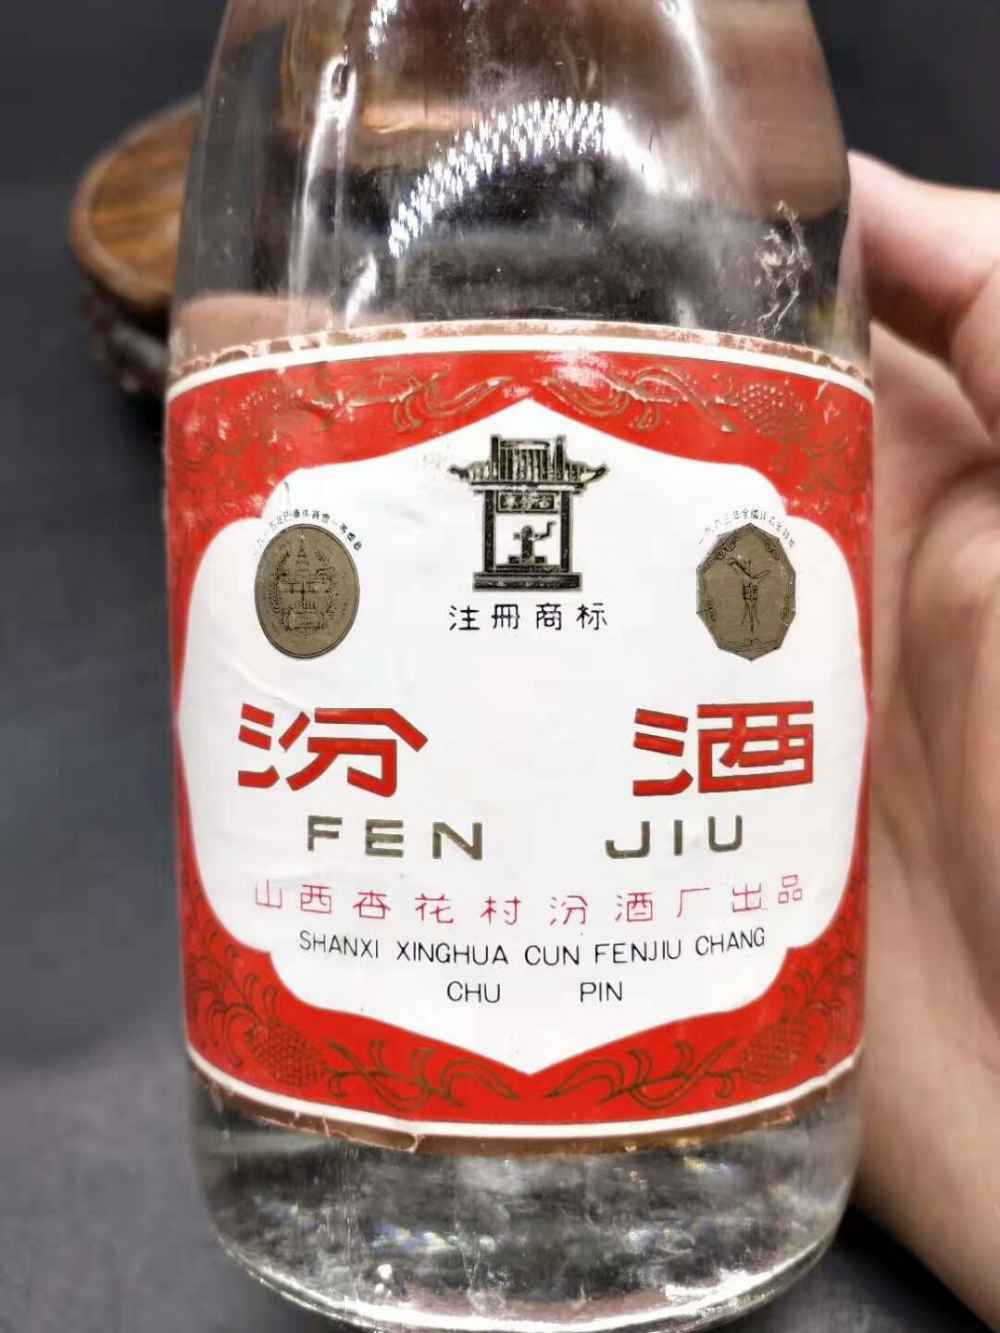 注册商标
汾 酒
FEN JIU
山西杏花村汾酒厂出品
SHANXI XINGHUA CUN FENJIU CHANG
CHU PIN